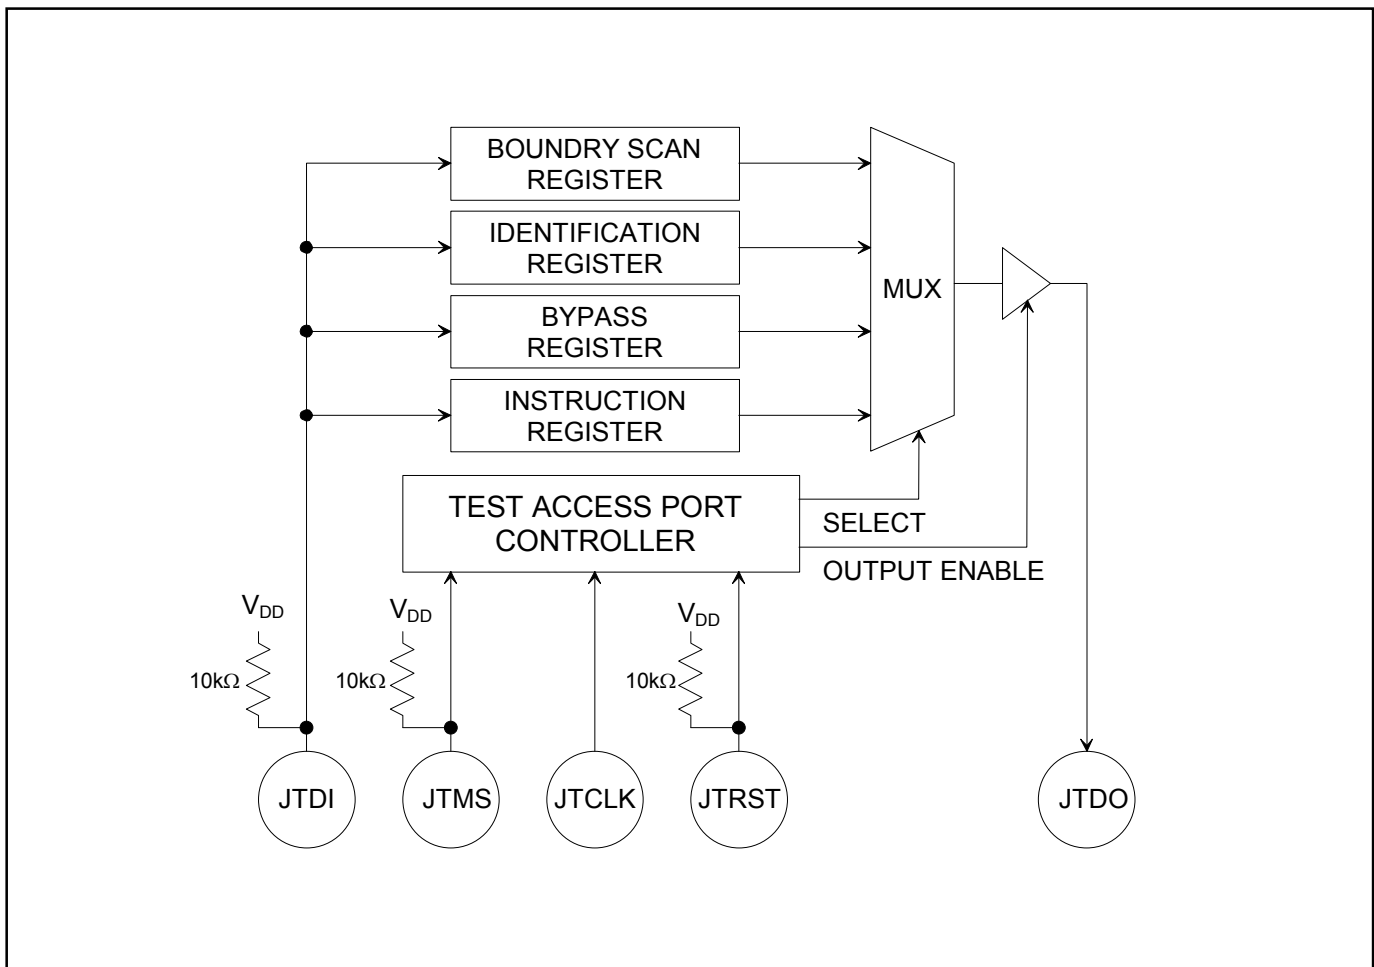 BOUNDRY SCAN
REGISTER
IDENTIFICATION
REGISTER
BYPASS
REGISTER
INSTRUCTION
REGISTER
MUX
TEST ACCESS PORT
CONTROLLER
SELECT
OUTPUT ENABLE
VDD
VDD
VDD
10kΩ
10kΩ
10kΩ
JTDI
JTMS
JTCLK
JTRST
JTDO